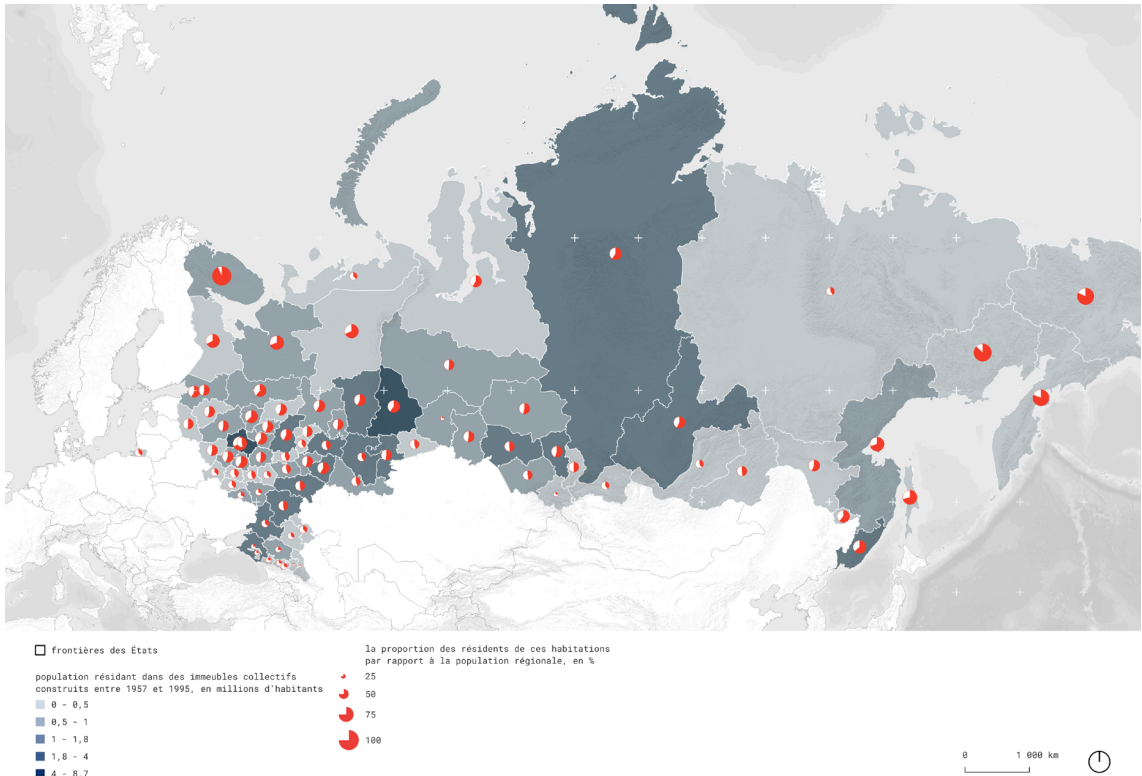 frontières des États
population résidant dans des immeubles collectifs
construits entre 1957 et 1995, en millions d'habitants
0 - 0,5
0,5 - 1
1 - 1,8
1,8 - 4
4 - 8,7
la proportion des résidents de ces habitations
par rapport à la population régionale, en %
25
50
75
100
0 1 000 km